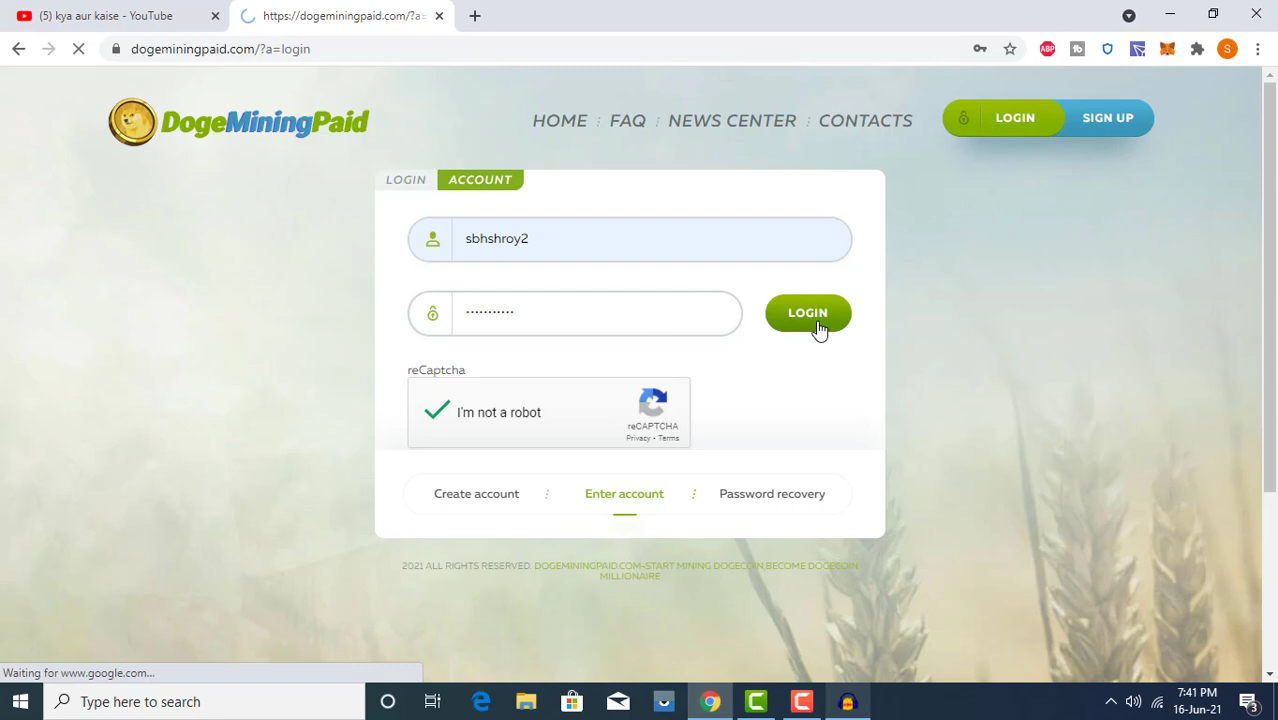 (5) kya aur kaise - YouTube
https://dogeminingpaid.com/?a=
dogeminingpaid.com/?a=login
ABP
S
DogeMiningPaid
HOME : FAQ : NEWS CENTER : CONTACTS
LOGIN
SIGN UP
LOGIN
ACCOUNT
sbhshroy2
LOGIN
reCaptcha
I'm not a robot
reCAPTCHA
Privacy - Terms
Create account
Enter account
Password recovery
2021 ALL RIGHTS RESERVED. DOGEMININGPAID.COM-START MINING DOGECOIN,BECOME DOGECOIN
MILLIONAIRE
Waiting for www.google.com...
Type here to search
7:41 PM
16-Jun-21
3